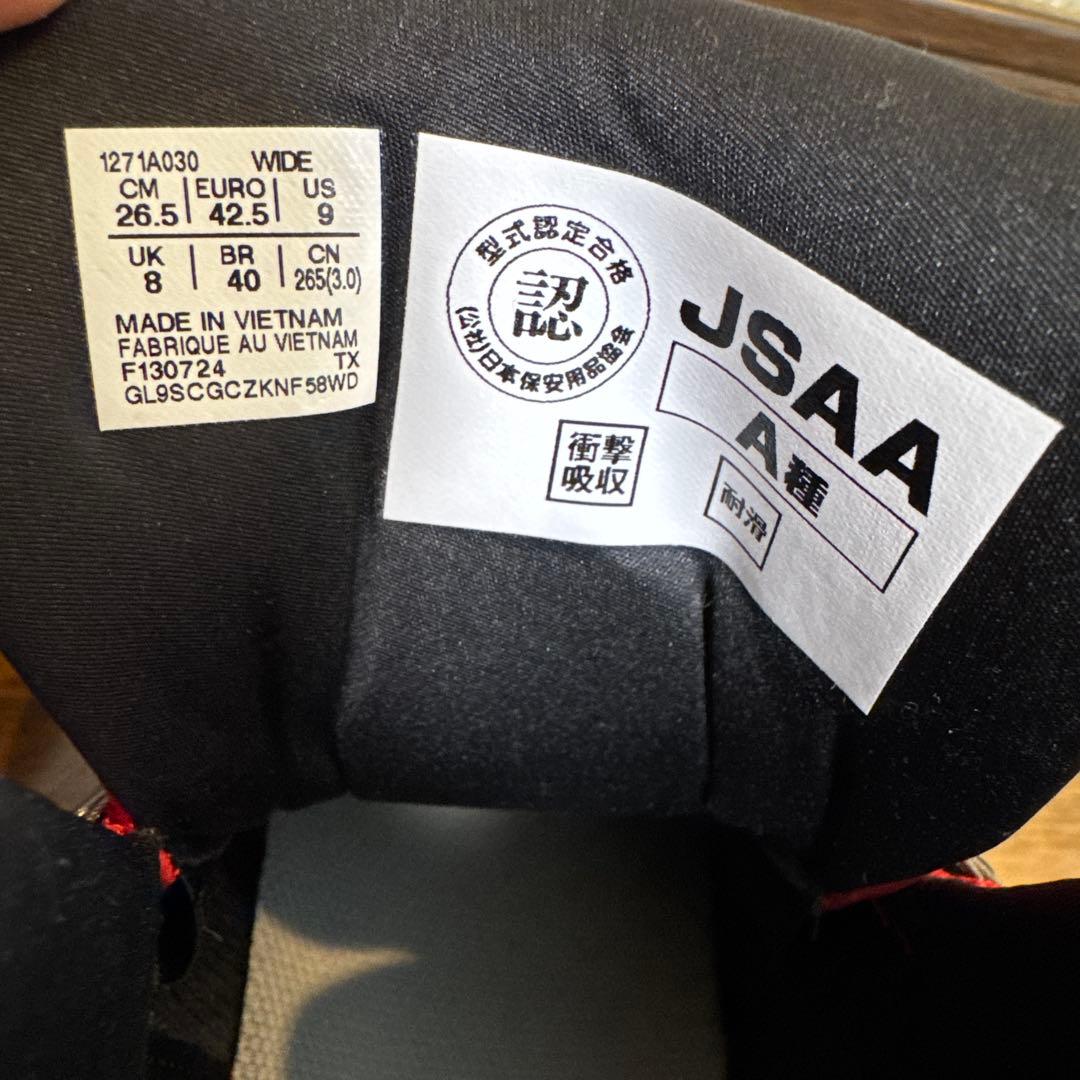 1271A030 WIDE
CM EURO US
26.5 42.5 9
UK BR CN
8 40 265(3.0)
MADE IN VIETNAM
FABRIQUE AU VIETNAM
F130724 TX
GL9SCGCZKNF58WD
型式認定合格
認
(公社)日本保安用品協会
JSAA
A種
衝撃
吸収
耐滑